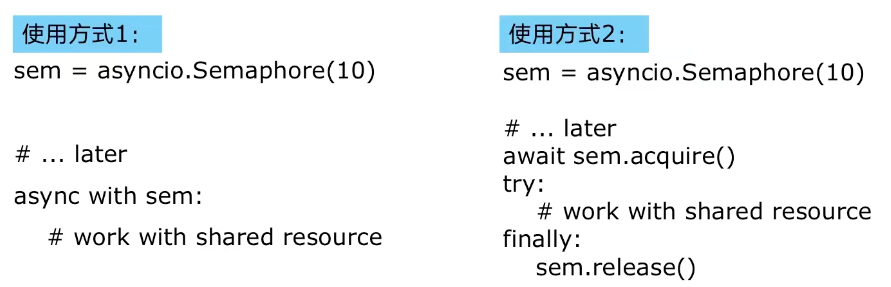 使用方式1:
sem = asyncio.Semaphore(10)
# ... later
async with sem:
    # work with shared resource
使用方式2:
sem = asyncio.Semaphore(10)
# ... later
await sem.acquire()
try:
    # work with shared resource
finally:
    sem.release()